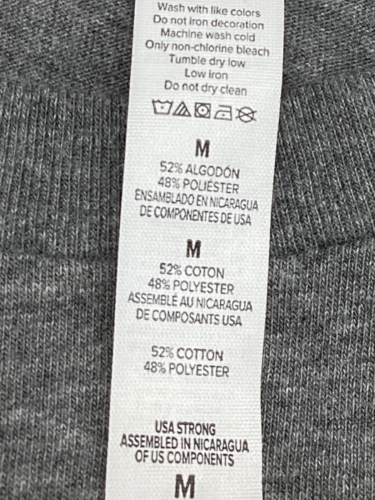 Wash with like colors
Do not iron decoration
Machine wash cold
Only non-chlorine bleach
Tumble dry low
Low iron
Do not dry clean
M
52% ALGODÓN
48% POLIÉSTER
ENSAMBLADO EN NICARAGUA
DE COMPONENTES DE USA
M
52% COTON
48% POLYESTER
ASSEMBLÉ AU NICARAGUA
DE COMPOSANTS USA
52% COTTON
48% POLYESTER
USA STRONG
ASSEMBLED IN NICARAGUA
OF US COMPONENTS
M